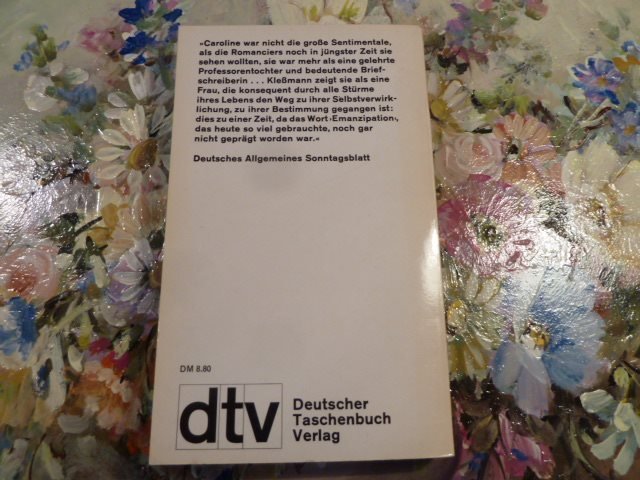 »Caroline war nicht die große Sentimentale,
als die Romanciers noch in jüngster Zeit sie
sehen wollten, sie war mehr als eine gelehrte
Professorentochter und bedeutende Brief-
schreiberin . . . Kleßmann zeigt sie als eine
Frau, die konsequent durch alle Stürme
ihres Lebens den Weg zu ihrer Selbstverwirk-
lichung, zu ihrer Bestimmung gegangen ist:
dies zu einer Zeit, da das Wort ›Emanzipation‹,
das heute so viel gebrauchte, noch gar
nicht geprägt worden war.«
Deutsches Allgemeines Sonntagsblatt
DM 8.80
dtv
Deutscher
Taschenbuch
Verlag